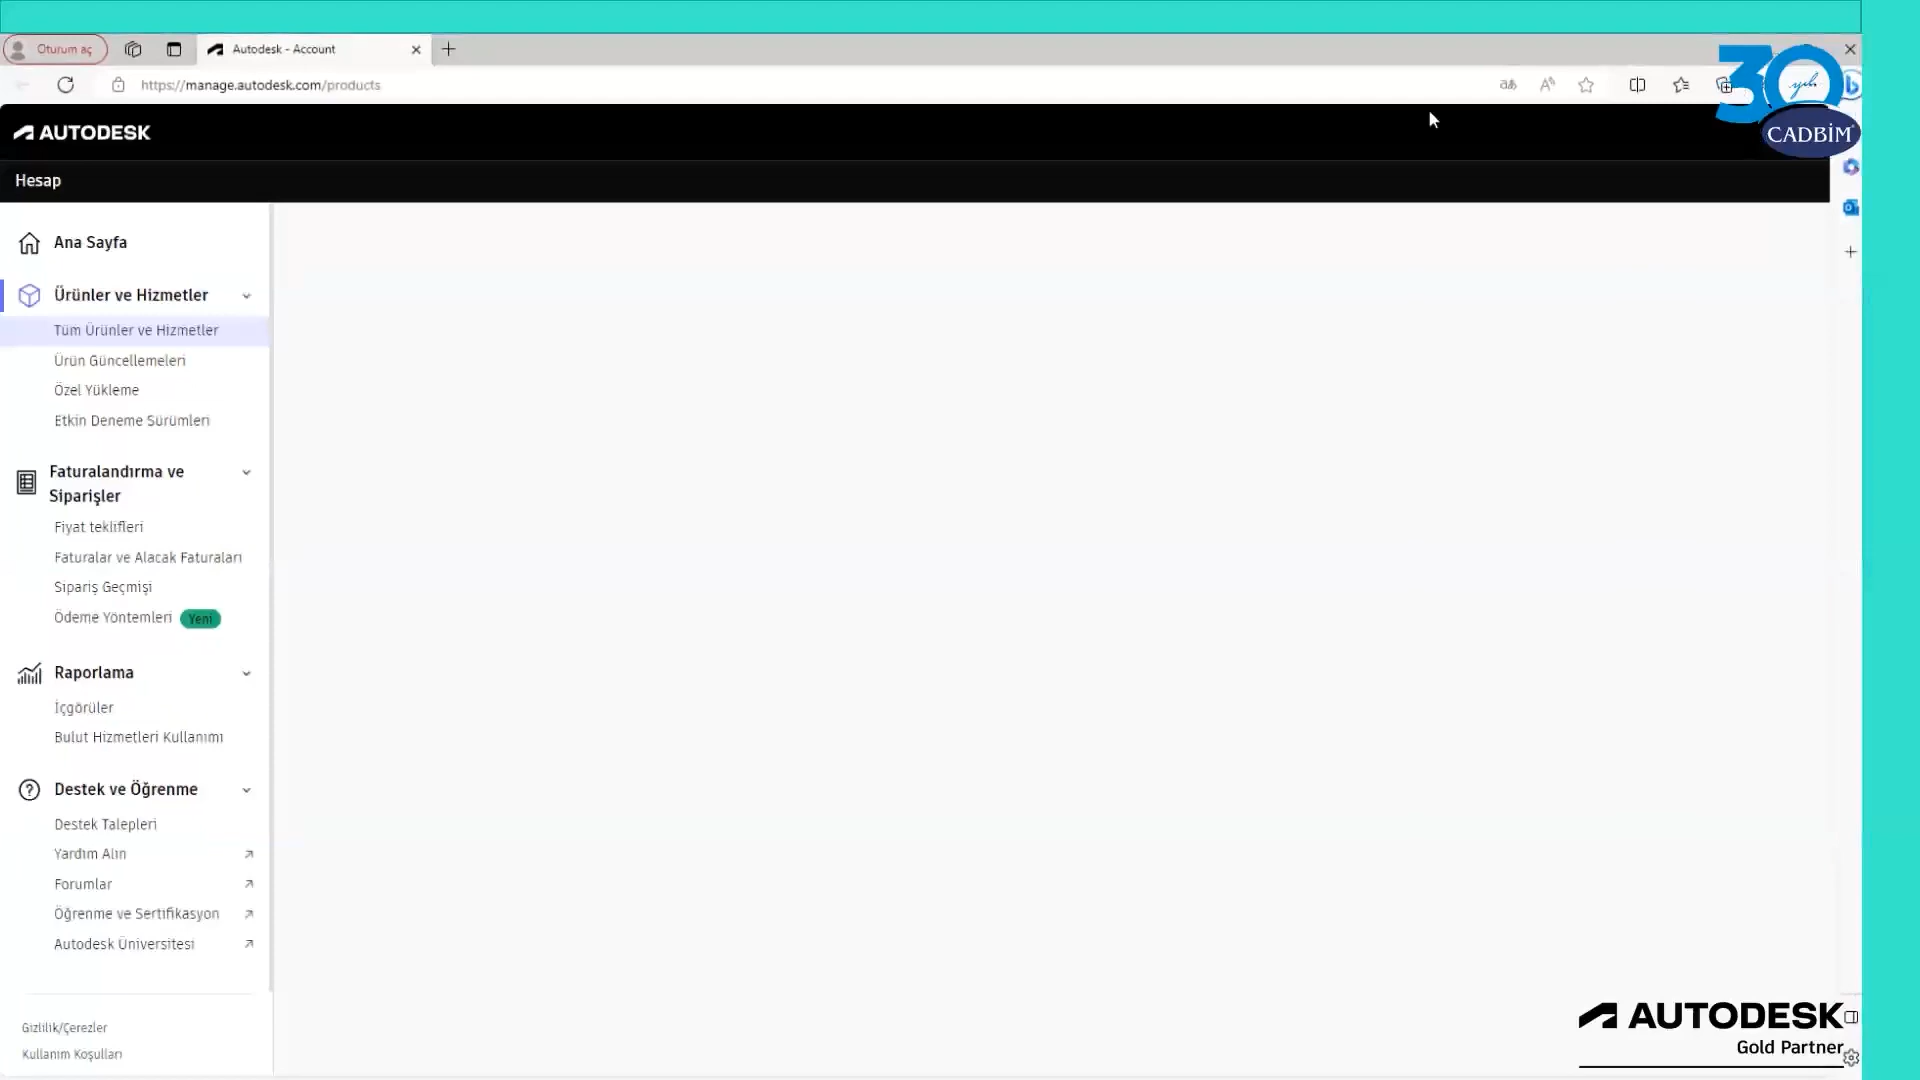 Oturum aç
Autodesk - Account
https://manage.autodesk.com/products
30
yılı
CADBİM
AUTODESK
Hesap
Ana Sayfa
Ürünler ve Hizmetler
Tüm Ürünler ve Hizmetler
Ürün Güncellemeleri
Özel Yükleme
Etkin Deneme Sürümleri
Faturalandırma ve
Siparişler
Fiyat teklifleri
Faturalar ve Alacak Faturaları
Sipariş Geçmişi
Ödeme Yöntemleri Yeni
Raporlama
İçgörüler
Bulut Hizmetleri Kullanımı
Destek ve Öğrenme
Destek Talepleri
Yardım Alın
Forumlar
Öğrenme ve Sertifikasyon
Autodesk Üniversitesi
Gizlilik/Çerezler
Kullanım Koşulları
AUTODESK
Gold Partner